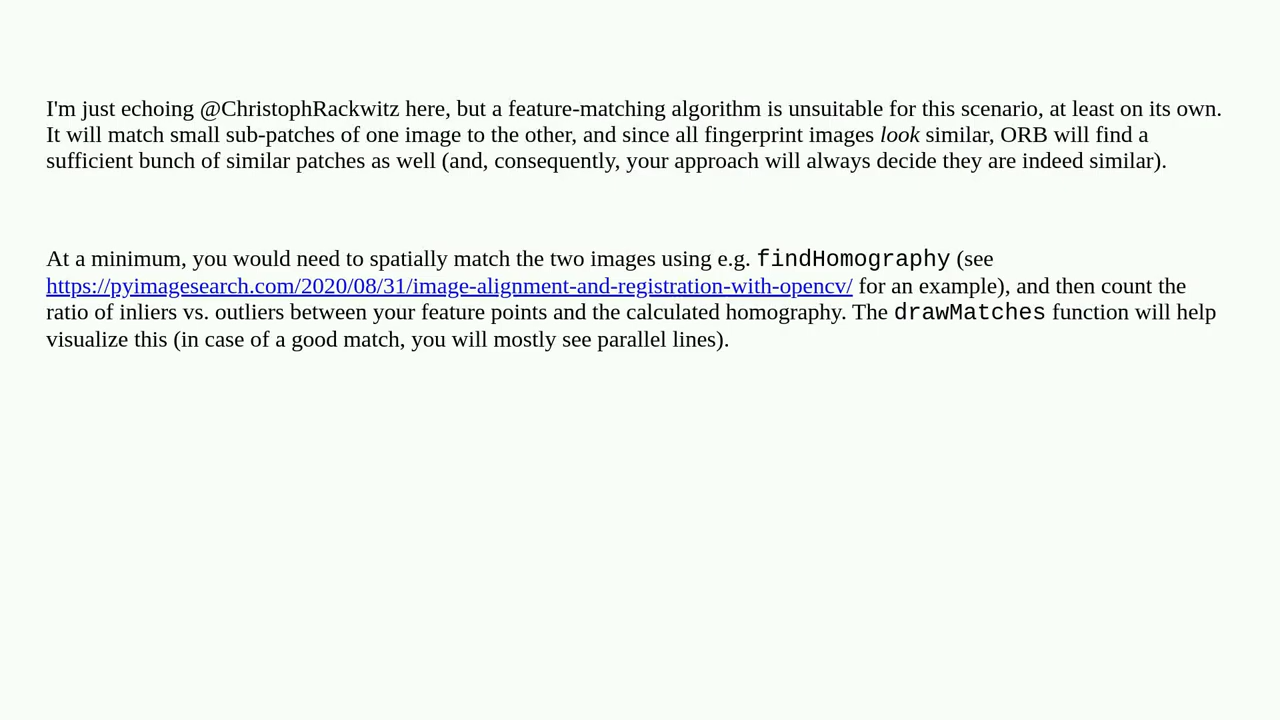 I'm just echoing @ChristophRackwitz here, but a feature-matching algorithm is unsuitable for this scenario, at least on its own.
It will match small sub-patches of one image to the other, and since all fingerprint images look similar, ORB will find a
sufficient bunch of similar patches as well (and, consequently, your approach will always decide they are indeed similar).
At a minimum, you would need to spatially match the two images using e.g. findHomography (see
https://pyimagesearch.com/2020/08/31/image-alignment-and-registration-with-opencv/ for an example), and then count the
ratio of inliers vs. outliers between your feature points and the calculated homography. The drawMatches function will help
visualize this (in case of a good match, you will mostly see parallel lines).